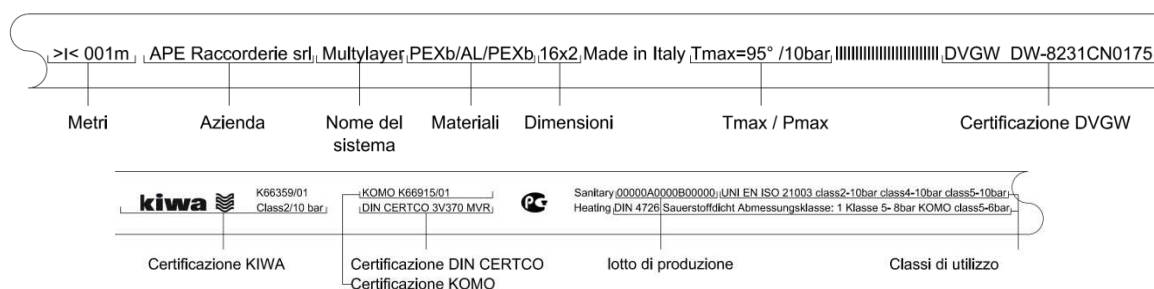 >I< 001m APE Raccorderie srl Multylayer PEXb/AL/PEXb 16x2 Made in Italy Tmax=95° /10bar DVGW DW-8231CN0175
Metri Azienda Nome del sistema Materiali Dimensioni Tmax / Pmax Certificazione DVGW
kiwa
K66359/01
Class2/10 bar
KOMO K66915/01
DIN CERTCO 3V370 MVR
PG
Sanitary 00000A0000B00000 UNI EN ISO 21003 class2-10bar class4-10bar class5-10bar
Heating DIN 4726 Sauerstoffdicht Abmessungsklasse: 1 Klasse 5- 8bar KOMO class5-6bar
Certificazione KIWA
Certificazione DIN CERTCO
Certificazione KOMO
lotto di produzione
Classi di utilizzo